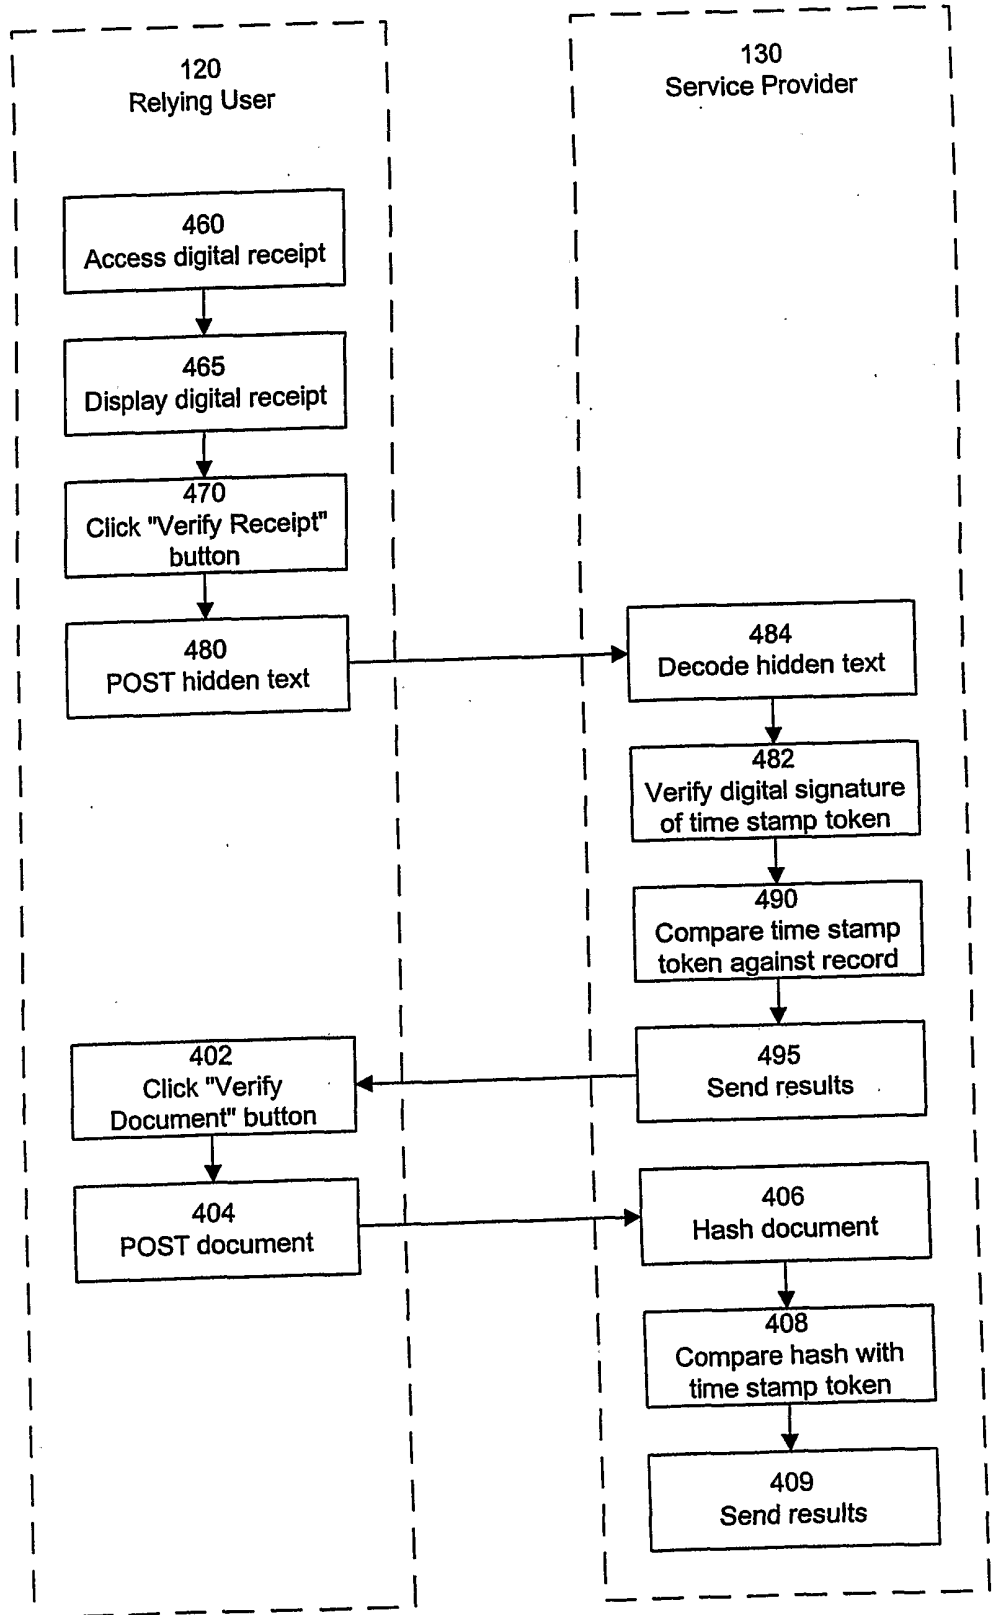 120
Relying User
130
Service Provider
460
Access digital receipt
465
Display digital receipt
470
Click "Verify Receipt"
button
480
POST hidden text
484
Decode hidden text
482
Verify digital signature
of time stamp token
490
Compare time stamp
token against record
495
Send results
402
Click "Verify
Document" button
404
POST document
406
Hash document
408
Compare hash with
time stamp token
409
Send results